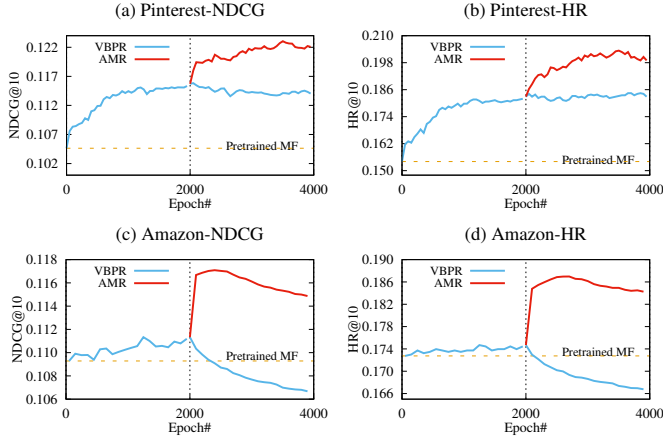 (a) Pinterest-NDCG
NDCG@10
0.122
0.117
0.112
0.107
0.102
VBPR
AMR
Pretrained MF
0 2000 4000
Epoch#
(b) Pinterest-HR
HR@10
0.210
0.198
0.186
0.174
0.162
0.150
VBPR
AMR
Pretrained MF
0 2000 4000
Epoch#
(c) Amazon-NDCG
NDCG@10
0.118
0.116
0.114
0.112
0.110
0.108
0.106
VBPR
AMR
Pretrained MF
0 2000 4000
Epoch#
(d) Amazon-HR
HR@10
0.190
0.186
0.182
0.178
0.174
0.170
0.166
VBPR
AMR
Pretrained MF
0 2000 4000
Epoch#